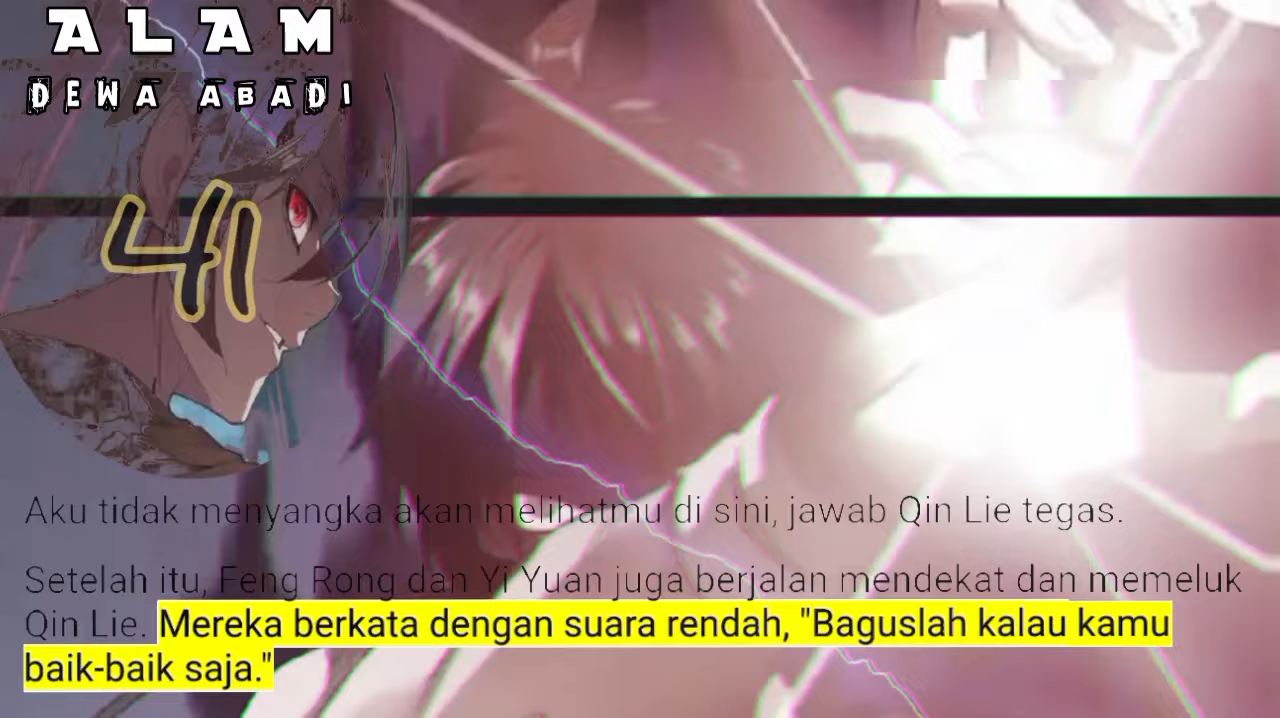 ALAM
DEWA ABADI
41
Aku tidak menyangka akan melihatmu di sini, jawab Qin Lie tegas.
Setelah itu, Feng Rong dan Yi Yuan juga berjalan mendekat dan memeluk
Qin Lie. Mereka berkata dengan suara rendah, "Baguslah kalau kamu
baik-baik saja."